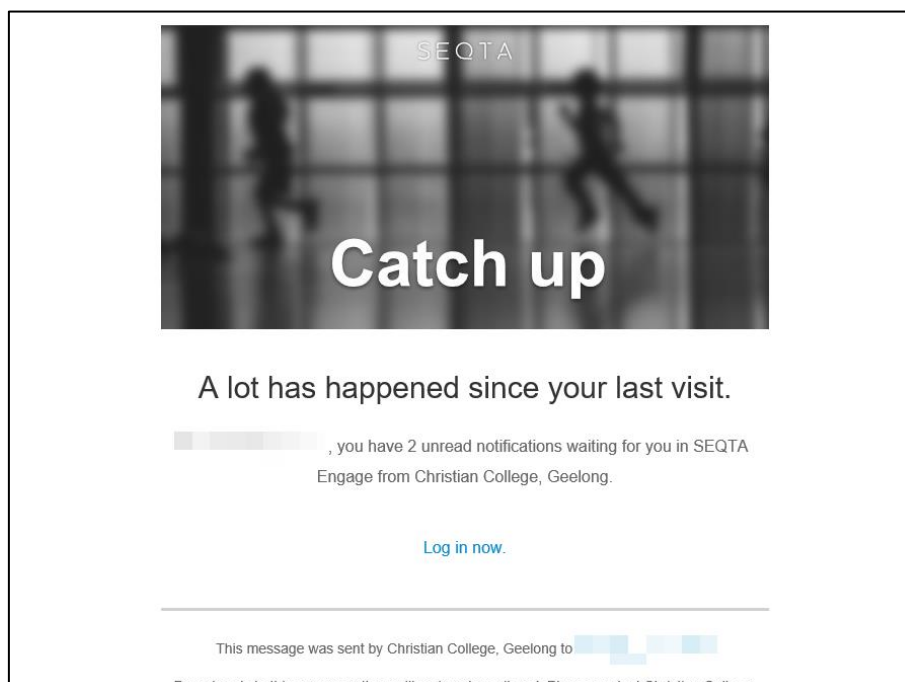 SEQTA
Catch up
A lot has happened since your last visit.
, you have 2 unread notifications waiting for you in SEQTA
Engage from Christian College, Geelong.
Log in now.
This message was sent by Christian College, Geelong to